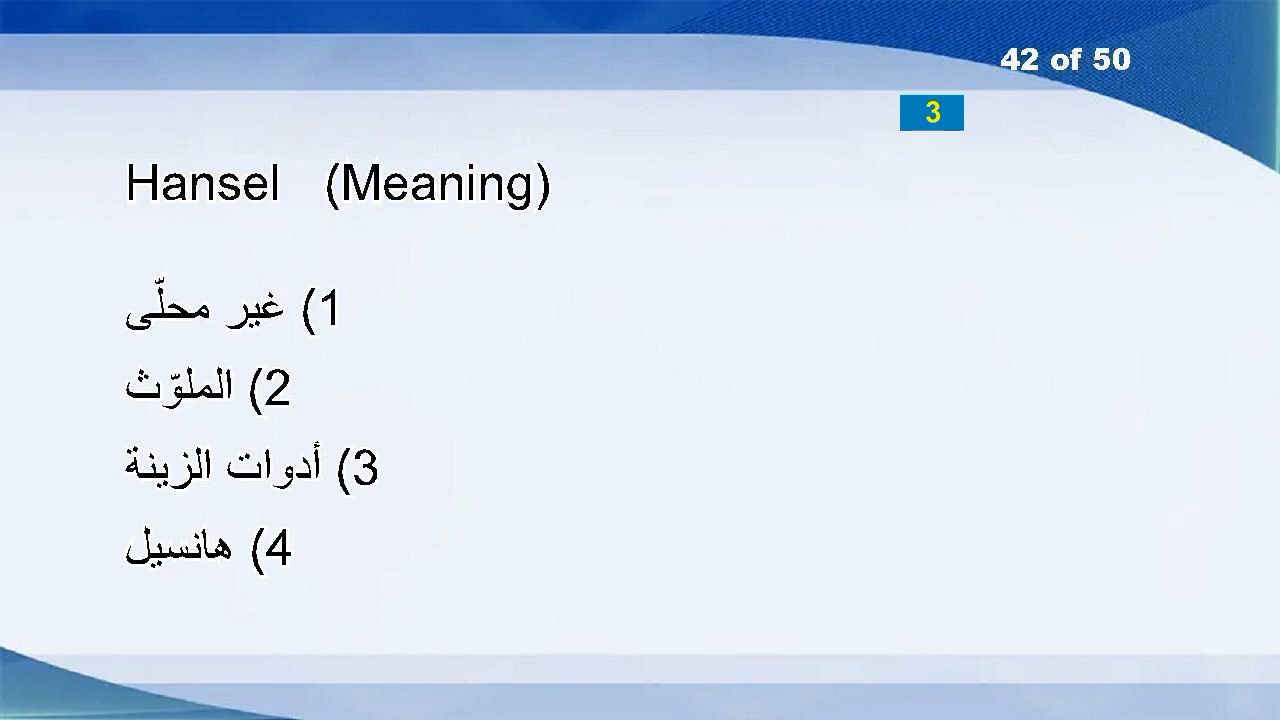 42 of 50
3
Hansel (Meaning)
1) غير محلّى
2) الملوّث
3) أدوات الزينة
4) هانسيل